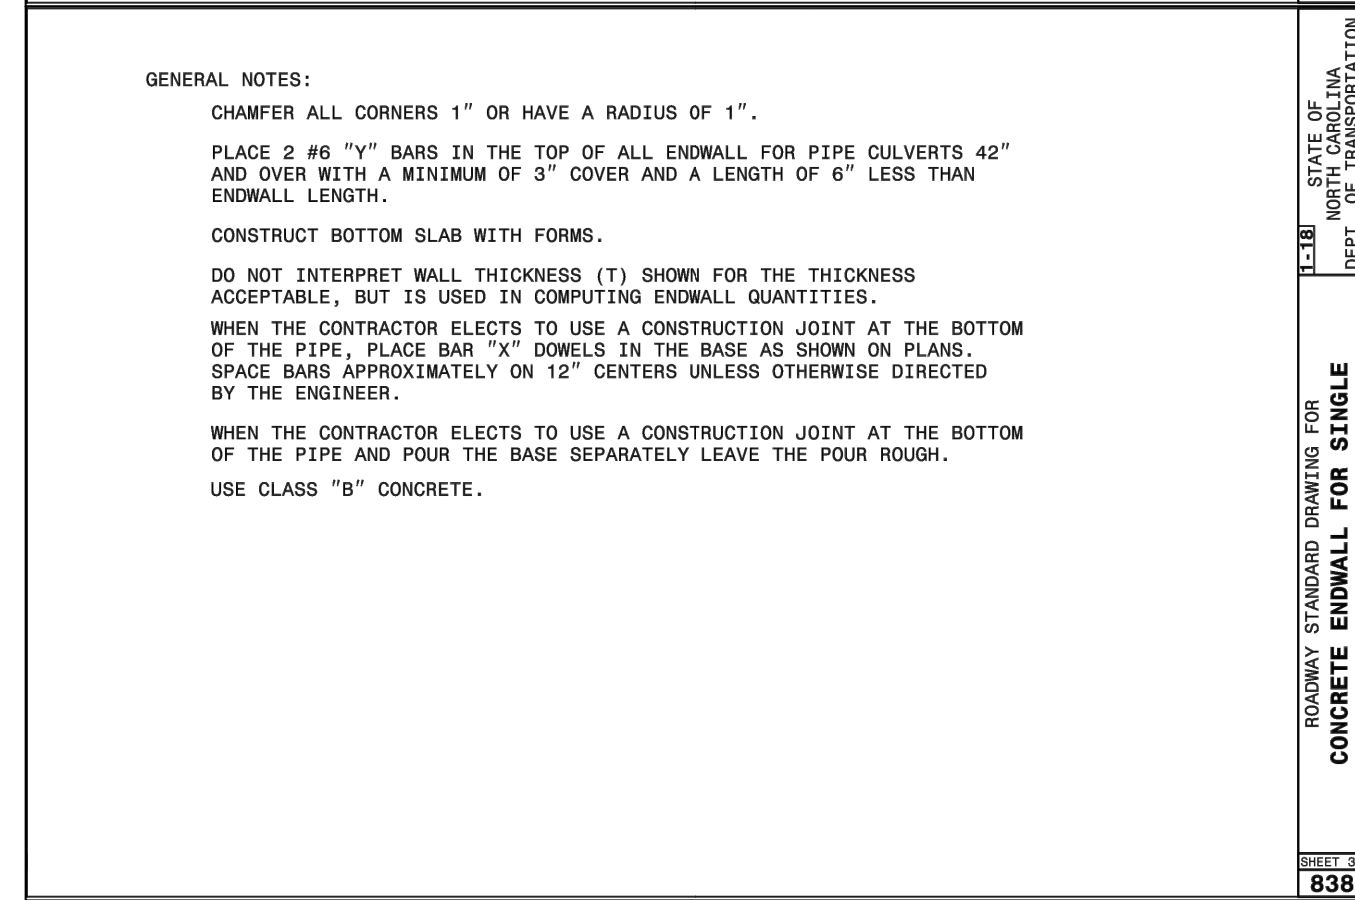 GENERAL NOTES:
CHAMFER ALL CORNERS 1" OR HAVE A RADIUS OF 1".
PLACE 2 #6 "Y" BARS IN THE TOP OF ALL ENDWALL FOR PIPE CULVERTS 42"
AND OVER WITH A MINIMUM OF 3" COVER AND A LENGTH OF 6" LESS THAN
ENDWALL LENGTH.
CONSTRUCT BOTTOM SLAB WITH FORMS.
DO NOT INTERPRET WALL THICKNESS (T) SHOWN FOR THE THICKNESS
ACCEPTABLE, BUT IS USED IN COMPUTING ENDWALL QUANTITIES.
WHEN THE CONTRACTOR ELECTS TO USE A CONSTRUCTION JOINT AT THE BOTTOM
OF THE PIPE, PLACE BAR "X" DOWELS IN THE BASE AS SHOWN ON PLANS.
SPACE BARS APPROXIMATELY ON 12" CENTERS UNLESS OTHERWISE DIRECTED
BY THE ENGINEER.
WHEN THE CONTRACTOR ELECTS TO USE A CONSTRUCTION JOINT AT THE BOTTOM
OF THE PIPE AND POUR THE BASE SEPARATELY LEAVE THE POUR ROUGH.
USE CLASS "B" CONCRETE.
1-18
STATE OF
NORTH CAROLINA
DEPT. OF TRANSPORTATION
ROADWAY STANDARD DRAWING FOR
CONCRETE ENDWALL FOR SINGLE
SHEET 3
838